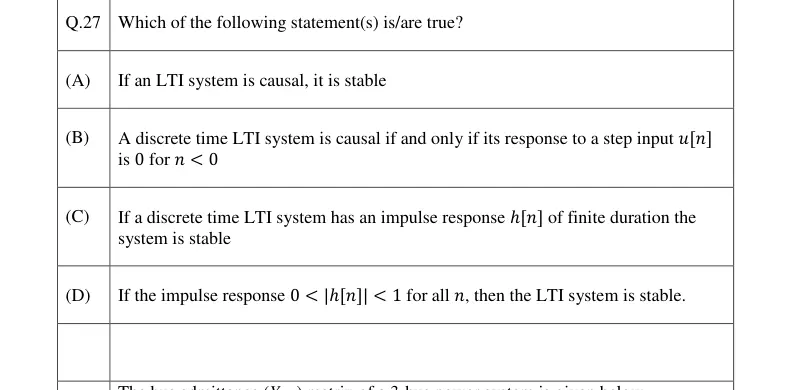 Q.27 Which of the following statement(s) is/are true?
(A) If an LTI system is causal, it is stable
(B) A discrete time LTI system is causal if and only if its response to a step input 𝑢[𝑛]
is 0 for 𝑛 < 0
(C) If a discrete time LTI system has an impulse response ℎ[𝑛] of finite duration the
system is stable
(D) If the impulse response 0 < |ℎ[𝑛]| < 1 for all 𝑛, then the LTI system is stable.